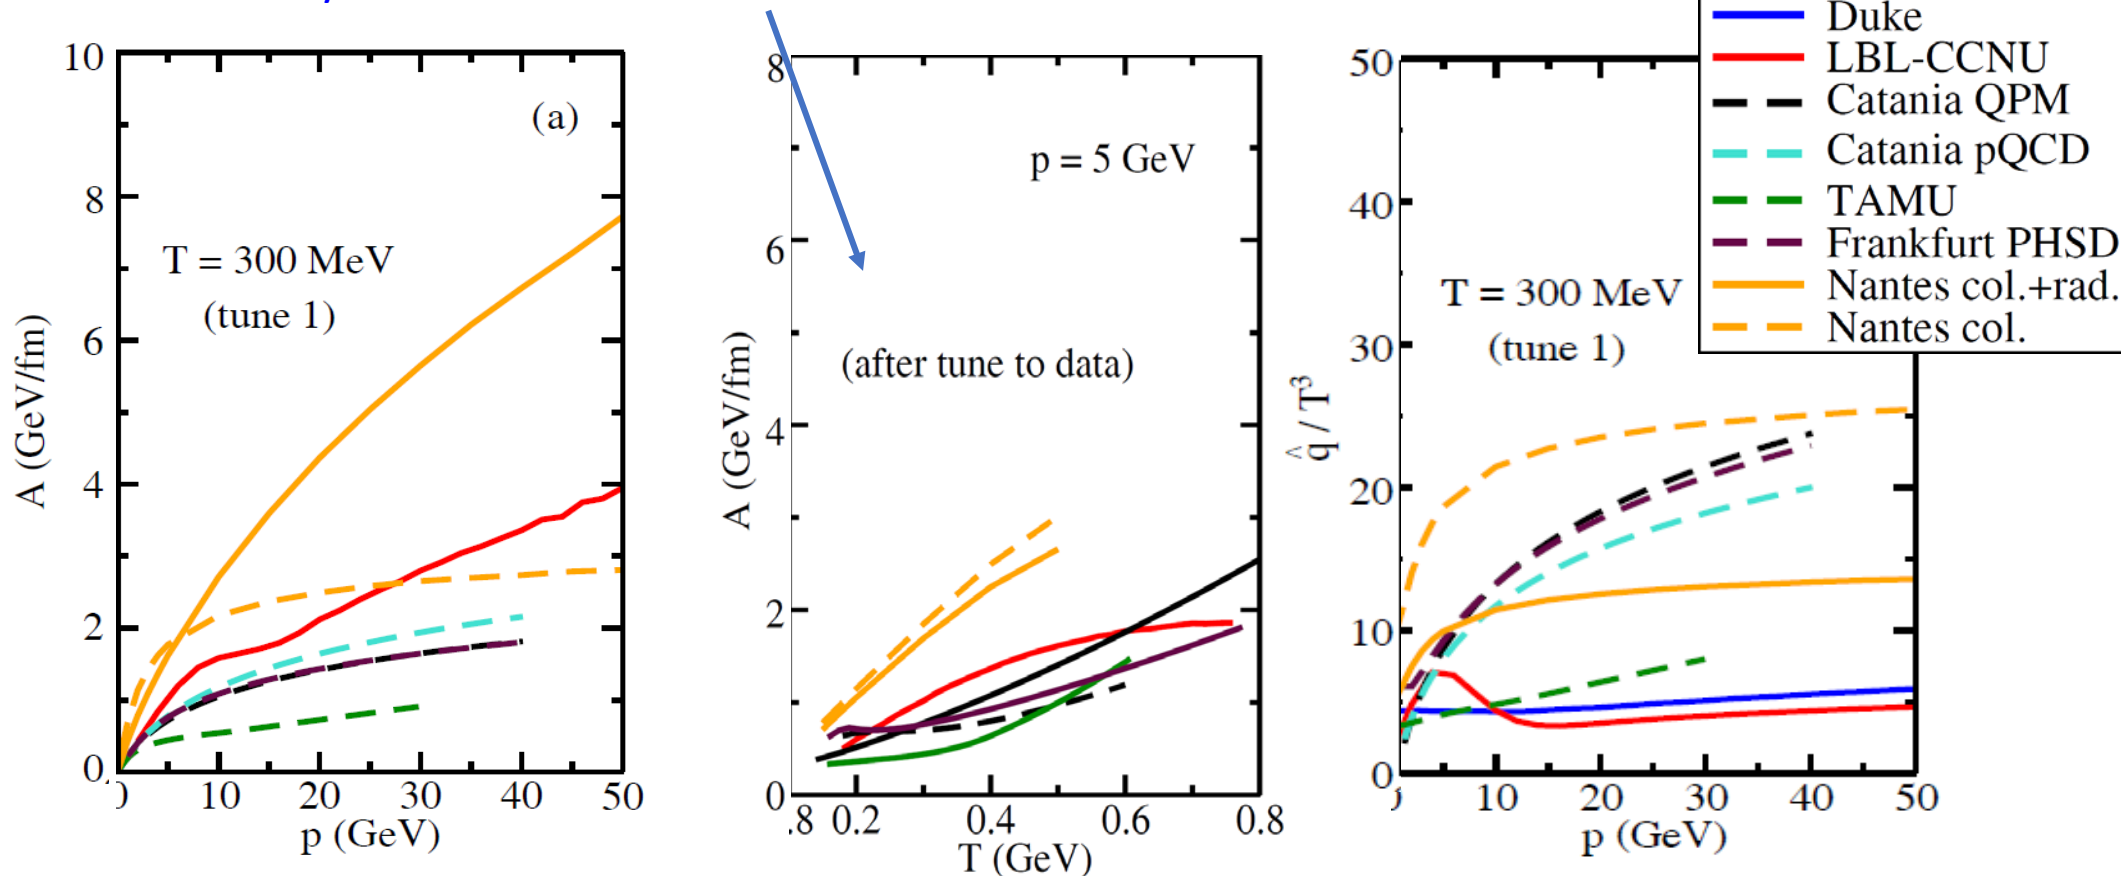 10
8
6
4
2
0
A (GeV/fm)
(a)
T = 300 MeV
(tune 1)
10 20 30 40 50
p (GeV)
8
6
4
2
0
A (GeV/fm)
p = 5 GeV
(after tune to data)
.8 0.2 0.4 0.6 0.8
T (GeV)
50
40
30
20
10
0
q̂ / T³
T = 300 MeV
(tune 1)
10 20 30 40 50
p (GeV)
Duke
LBL-CCNU
Catania QPM
Catania pQCD
TAMU
Frankfurt PHSD
Nantes col.+rad.
Nantes col.